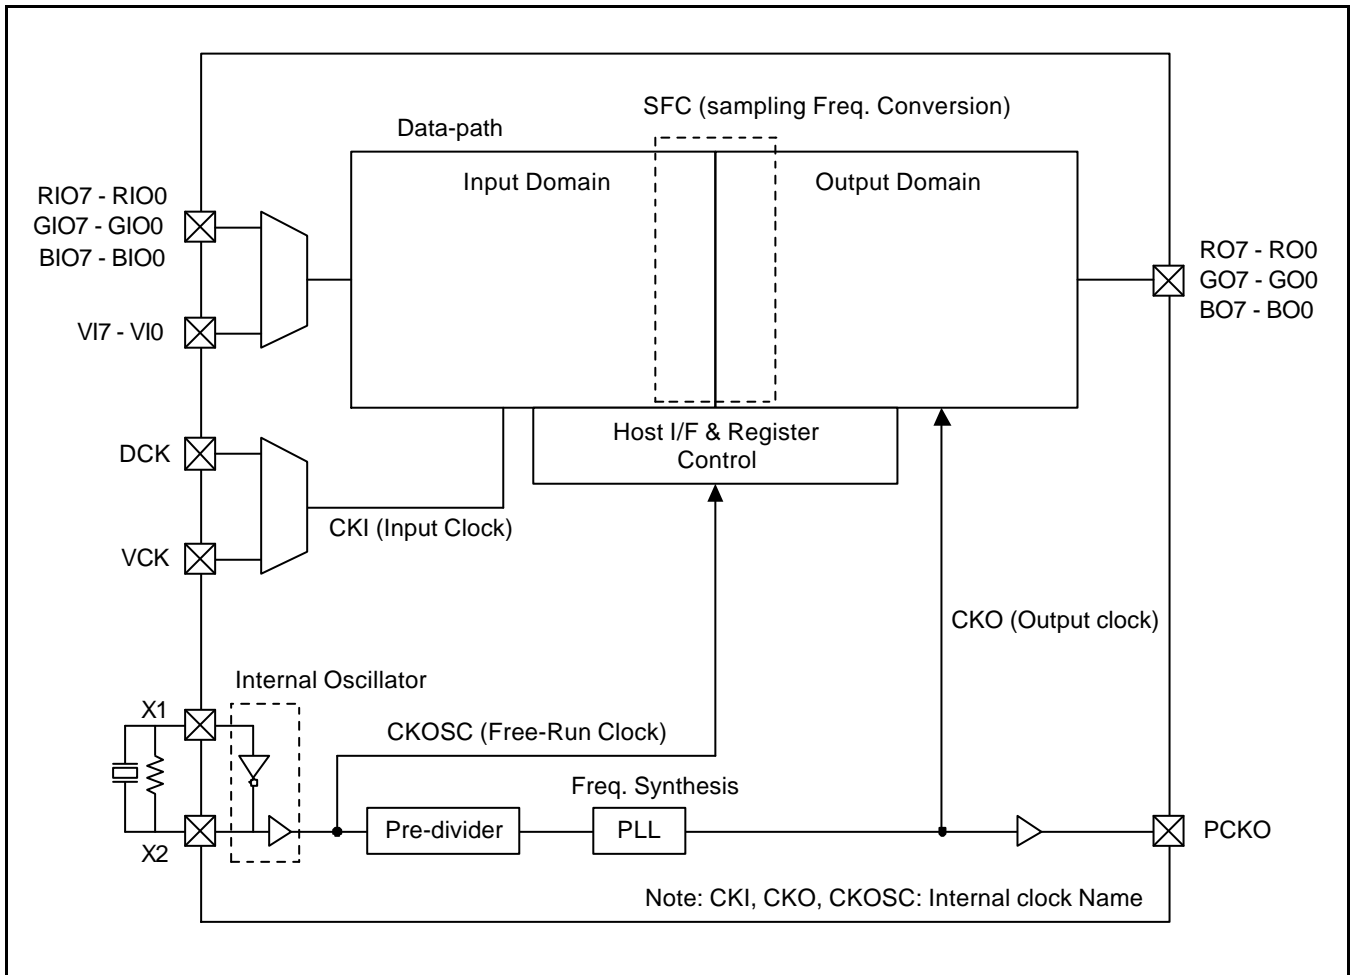 SFC (sampling Freq. Conversion)
Data-path
Input Domain
Output Domain
RIO7 - RIO0
GIO7 - GIO0
BIO7 - BIO0
VI7 - VI0
RO7 - RO0
GO7 - GO0
BO7 - BO0
Host I/F & Register
Control
DCK
CKI (Input Clock)
VCK
CKO (Output clock)
Internal Oscillator
X1
CKOSC (Free-Run Clock)
Freq. Synthesis
Pre-divider
PLL
PCKO
X2
Note: CKI, CKO, CKOSC: Internal clock Name